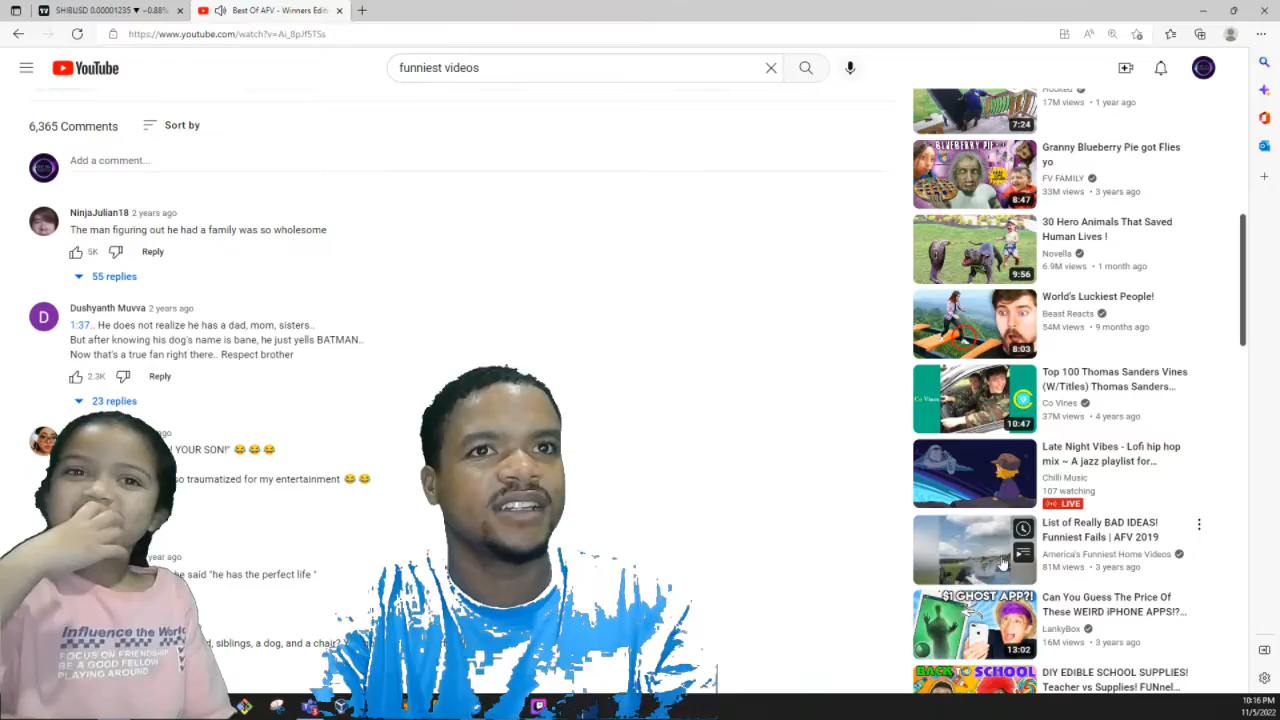 SHIBUSD 0.00001235 ▼ −0.88%
Best Of AFV - Winners Edi
https://www.youtube.com/watch?v=Ai_8pJf5TSs
YouTube
funniest videos
6,365 Comments
Sort by
Add a comment...
NinjaJulian18 2 years ago
The man figuring out he had a family was so wholesome
5K Reply
55 replies
D
Dushyanth Muvva 2 years ago
1:37.. He does not realize he has a dad, mom, sisters..
But after knowing his dog's name is bane, he just yells BATMAN..
Now that's a true fan right there.. Respect brother
2.3K Reply
23 replies
ago
YOUR SON!" 😂 😂 😂
so traumatized for my entertainment 😂 😂
year ago
he said "he has the perfect life "
siblings, a dog, and a chair
Influence the World
FOCUS ON FRIENDSHIP
BE A GOOD FELLOW
PLAYING AROUND
7:24
17M views • 1 year ago
BLUEBERRY PIE
8:47
Granny Blueberry Pie got Flies
yo
FV FAMILY
33M views • 3 years ago
9:56
30 Hero Animals That Saved
Human Lives !
Novella
6.9M views • 1 month ago
8:03
World's Luckiest People!
Beast Reacts
54M views • 9 months ago
Co Vines
10:47
Top 100 Thomas Sanders Vines
(W/Titles) Thomas Sanders...
Co Vines
37M views • 4 years ago
Late Night Vibes - Lofi hip hop
mix ~ A jazz playlist for...
Chilli Music
107 watching
LIVE
List of Really BAD IDEAS!
Funniest Fails | AFV 2019
America's Funniest Home Videos
81M views • 3 years ago
$1 GHOST APP?!
13:02
Can You Guess The Price Of
These WEIRD iPHONE APPS!?...
LankyBox
16M views • 3 years ago
BACK TO SCHOOL
DIY EDIBLE SCHOOL SUPPLIES!
Teacher vs Supplies! FUNnel...
10:16 PM
11/5/2022